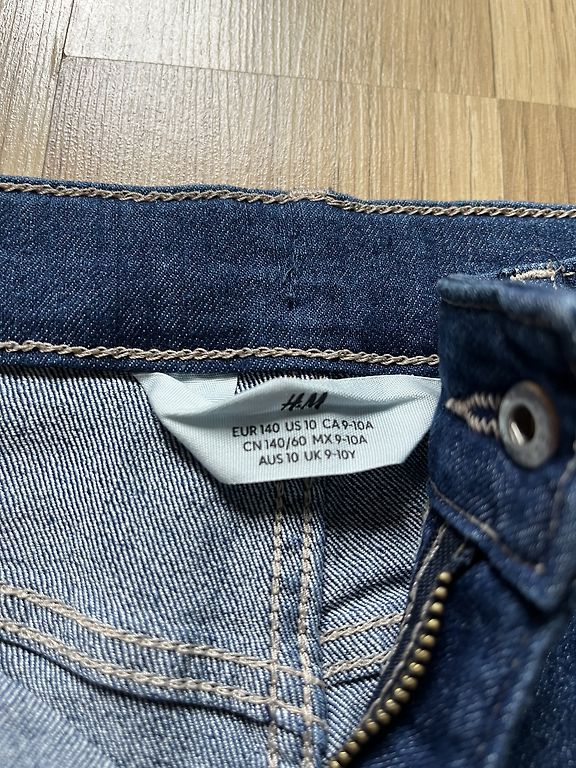 H&M
EUR 140 US 10 CA 9-10A
CN 140/60 MX 9-10A
AUS 10 UK 9-10Y